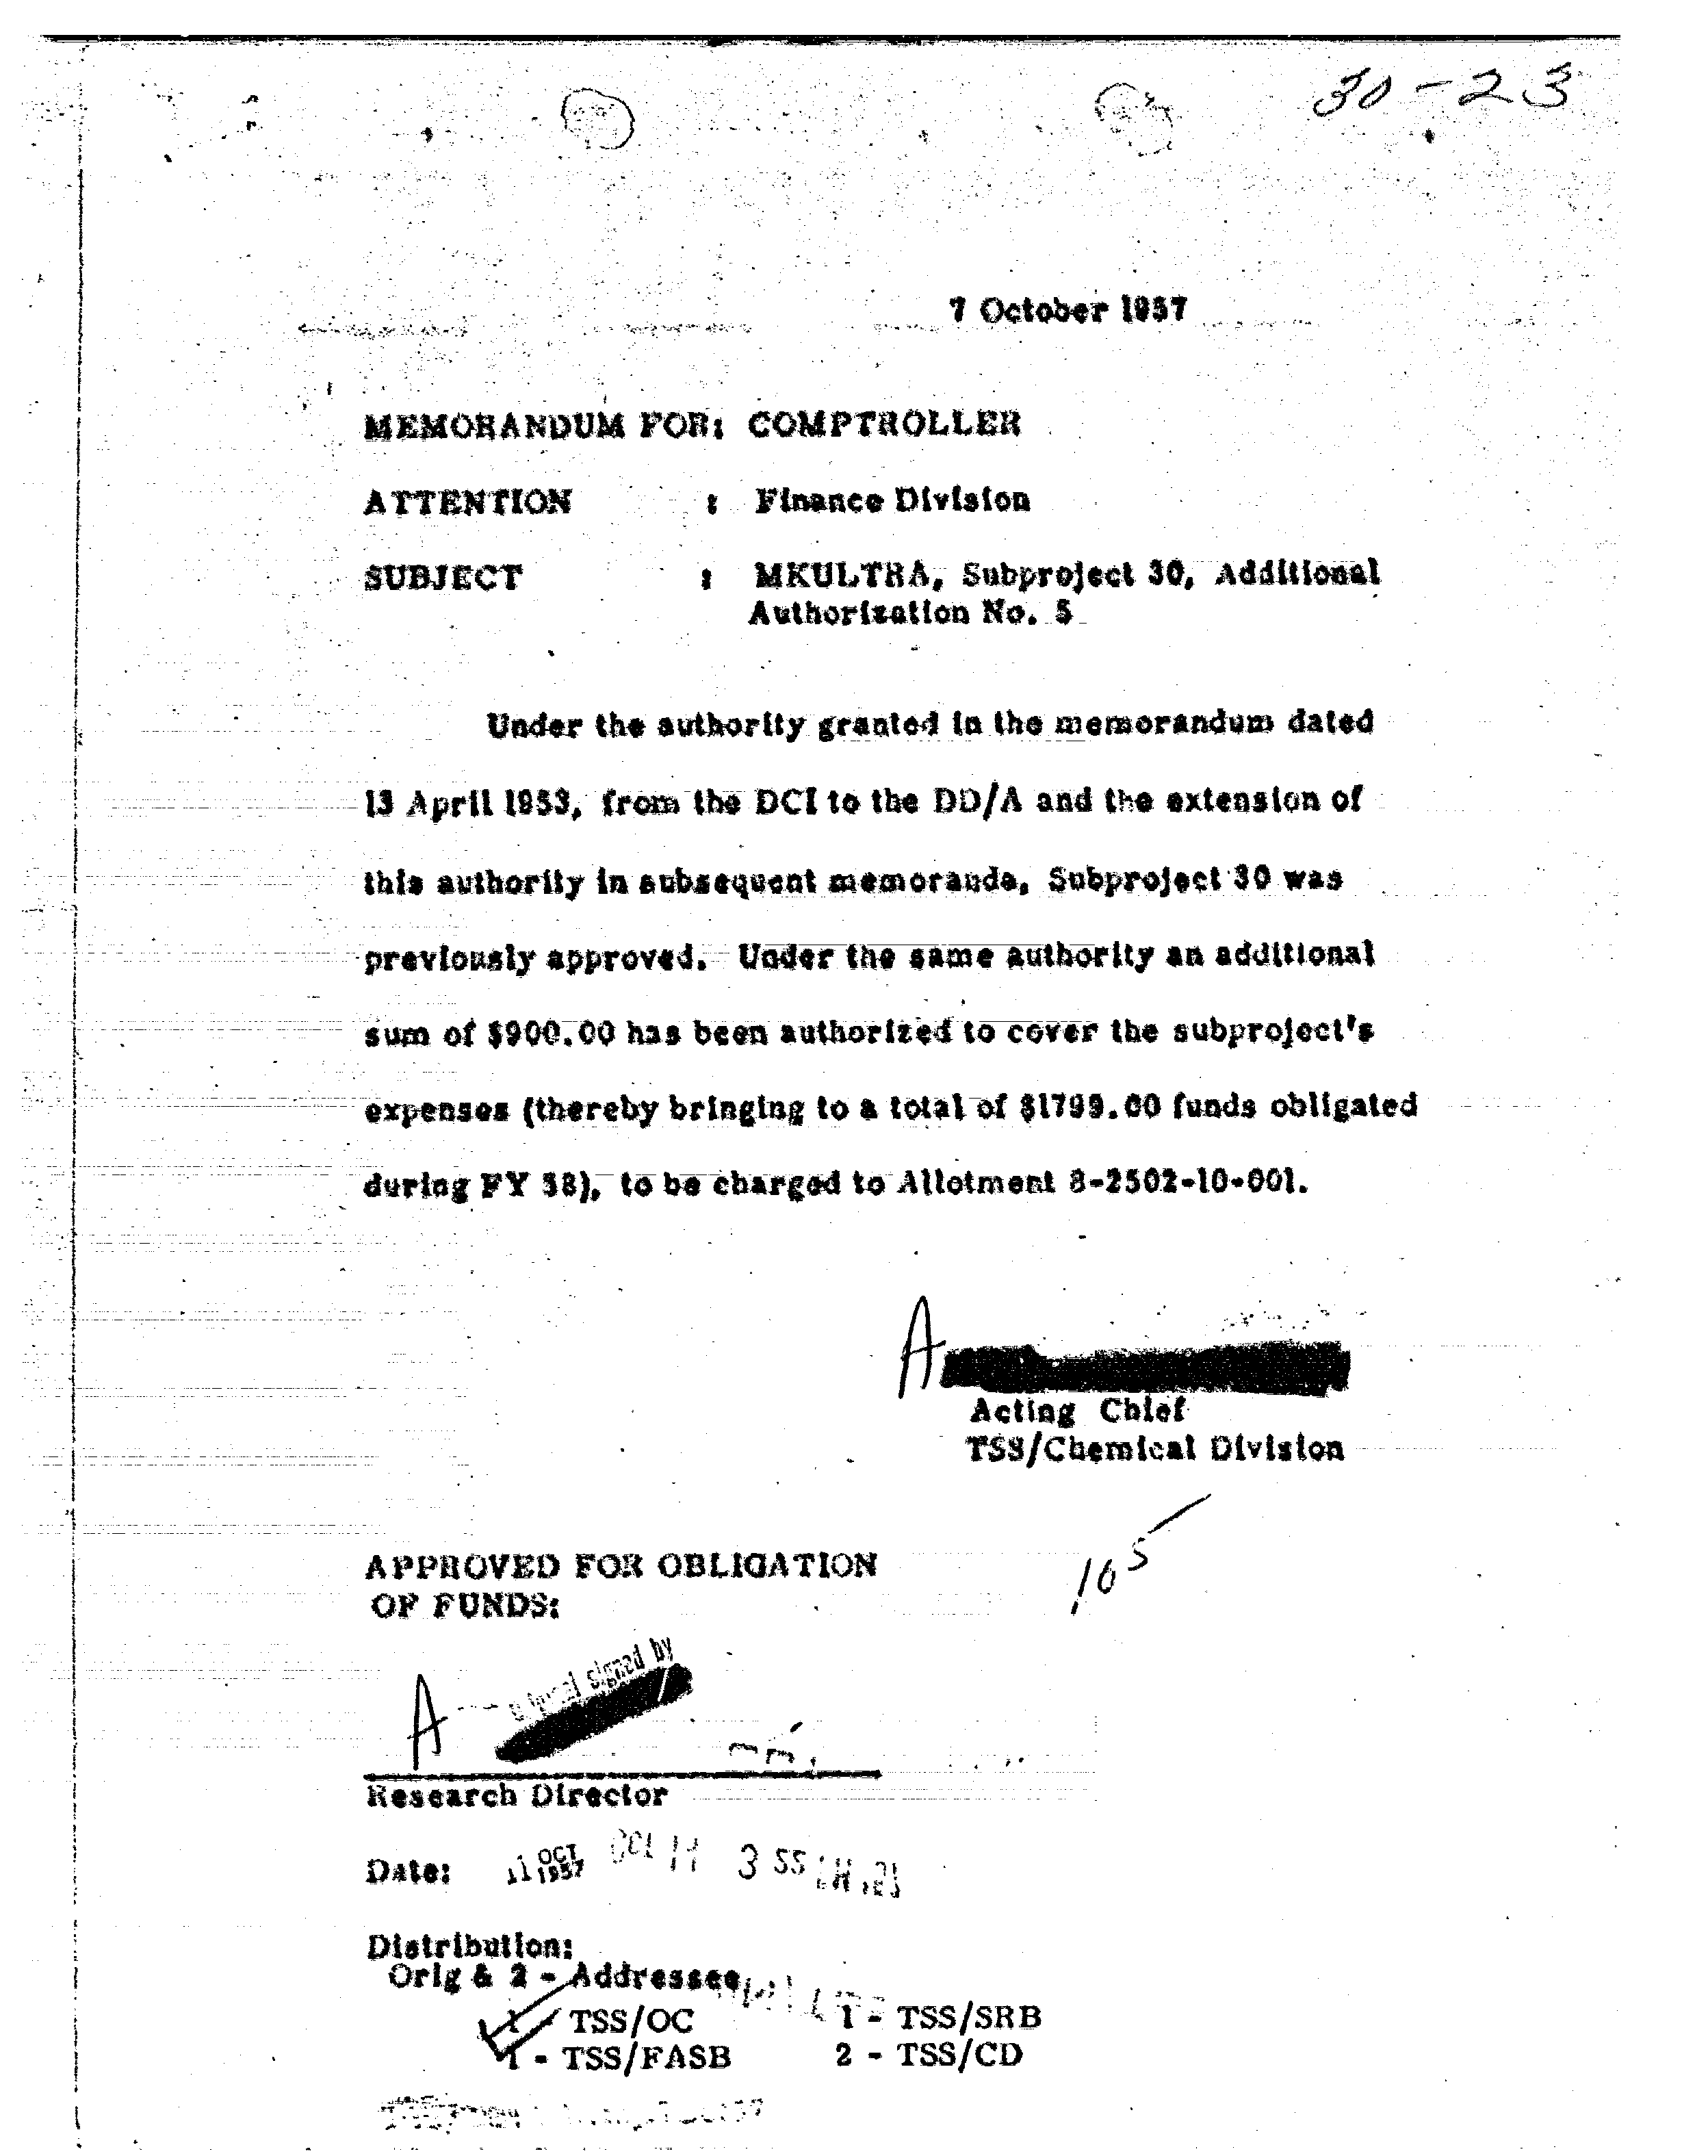 30-23
7 October 1957
MEMORANDUM FOR: COMPTROLLER
ATTENTION : Finance Division
SUBJECT : MKULTRA, Subproject 30, Additional
Authorization No. 5
Under the authority granted in the memorandum dated
13 April 1953, from the DCI to the DD/A and the extension of
this authority in subsequent memoranda, Subproject 30 was
previously approved. Under the same authority an additional
sum of $900.00 has been authorized to cover the subproject's
expenses (thereby bringing to a total of $1799.00 funds obligated
during FY 58), to be charged to Allotment 8-2502-10-001.
A
Acting Chief
TSS/Chemical Division
105
APPROVED FOR OBLIGATION
OF FUNDS:
signed by
A
Research Director
Date: 11 OCT 1957 OCT 11 3 55
Distribution:
Orig & 2 - Addressee
1 - TSS/OC 1 - TSS/SRB
1 - TSS/FASB 2 - TSS/CD